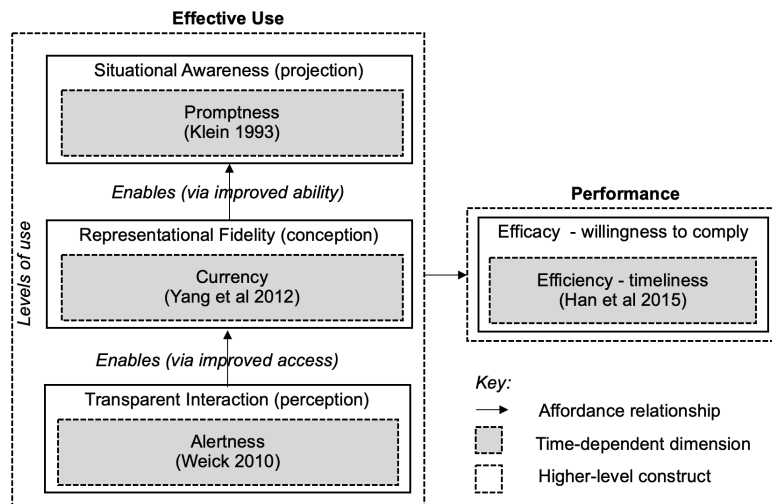 Effective Use
Situational Awareness (projection)
Promptness
(Klein 1993)
Enables (via improved ability)
Representational Fidelity (conception)
Currency
(Yang et al 2012)
Enables (via improved access)
Transparent Interaction (perception)
Alertness
(Weick 2010)
Levels of use
Performance
Efficacy - willingness to comply
Efficiency - timeliness
(Han et al 2015)
Key:
Affordance relationship
Time-dependent dimension
Higher-level construct